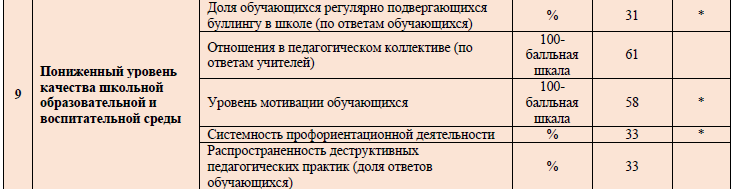 Доля обучающихся регулярно подвергающихся
буллингу в школе (по ответам обучающихся)
%
31
*
9
Пониженный уровень
качества школьной
образовательной и
воспитательной среды
Отношения в педагогическом коллективе (по
ответам учителей)
100-
балльная
шкала
61
Уровень мотивации обучающихся
100-
балльная
шкала
58
*
Системность профориентационной деятельности
%
33
*
Распространенность деструктивных
педагогических практик (доля ответов
обучающихся)
%
33